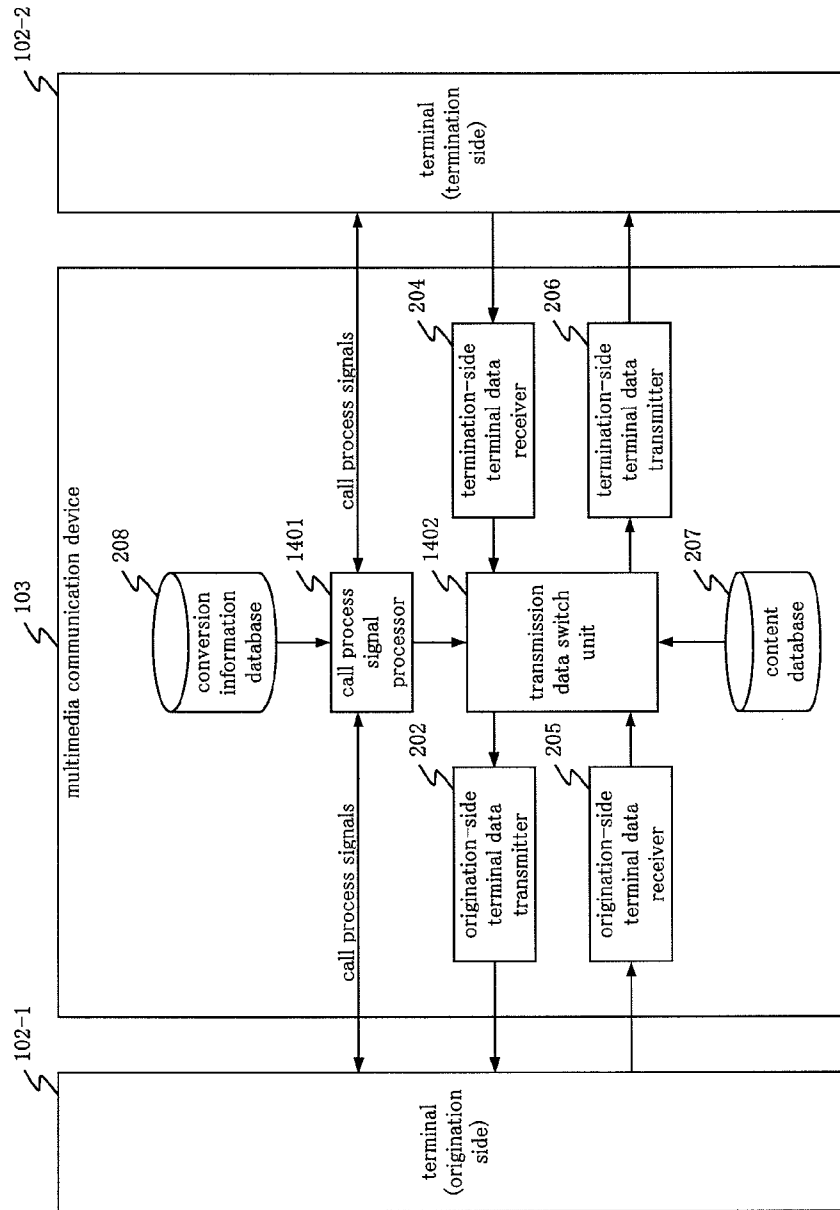 102-1
terminal
(origination
side)
103
multimedia communication device
208
conversion
information
database
call process signals
1401
call process
signal
processor
call process signals
202
origination-side
terminal data
transmitter
1402
transmission
data switch
unit
204
termination-side
terminal data
receiver
205
origination-side
terminal data
receiver
206
termination-side
terminal data
transmitter
207
content
database
102-2
terminal
(termination
side)